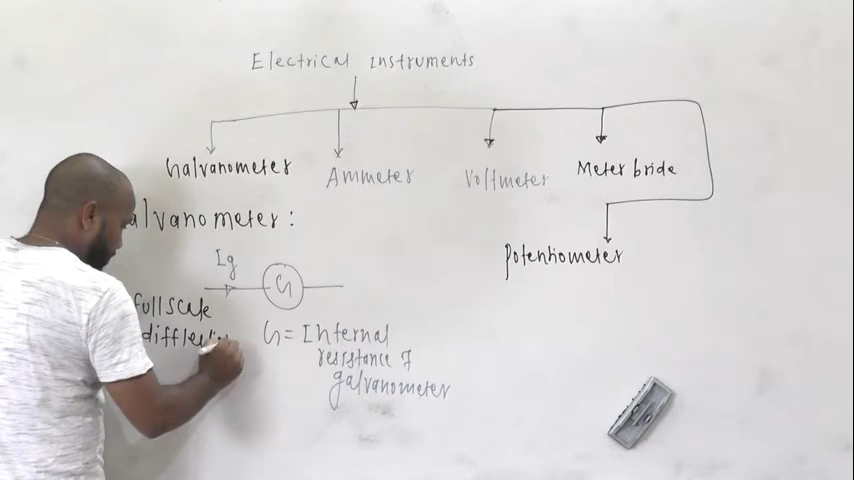 Electrical Instruments
Galvanometer
Ammeter
Voltmeter
Meter bride
Potentiometer
alvanometer:
Ig
G
full scale
G = Internal
resistance of
galvanometer